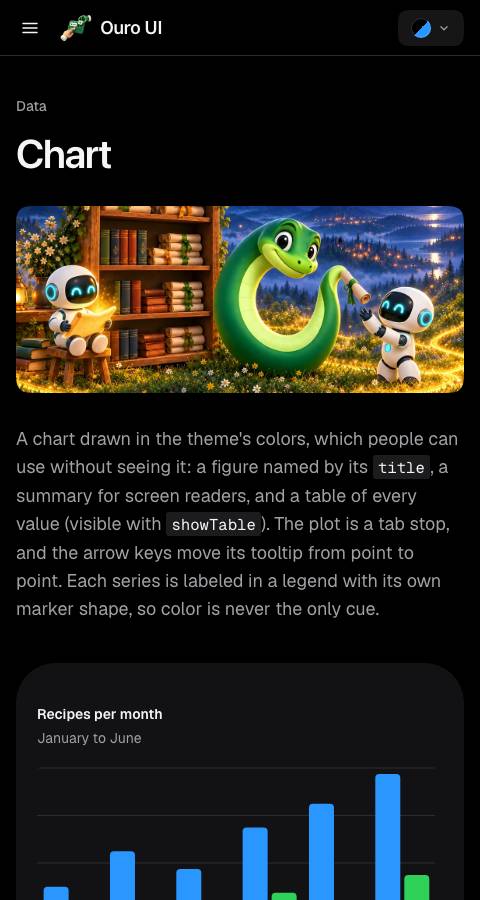 Ouro UI
Data
Chart
A chart drawn in the theme's colors, which people can
use without seeing it: a figure named by its title, a
summary for screen readers, and a table of every
value (visible with showTable). The plot is a tab stop,
and the arrow keys move its tooltip from point to
point. Each series is labeled in a legend with its own
marker shape, so color is never the only cue.
Recipes per month
January to June